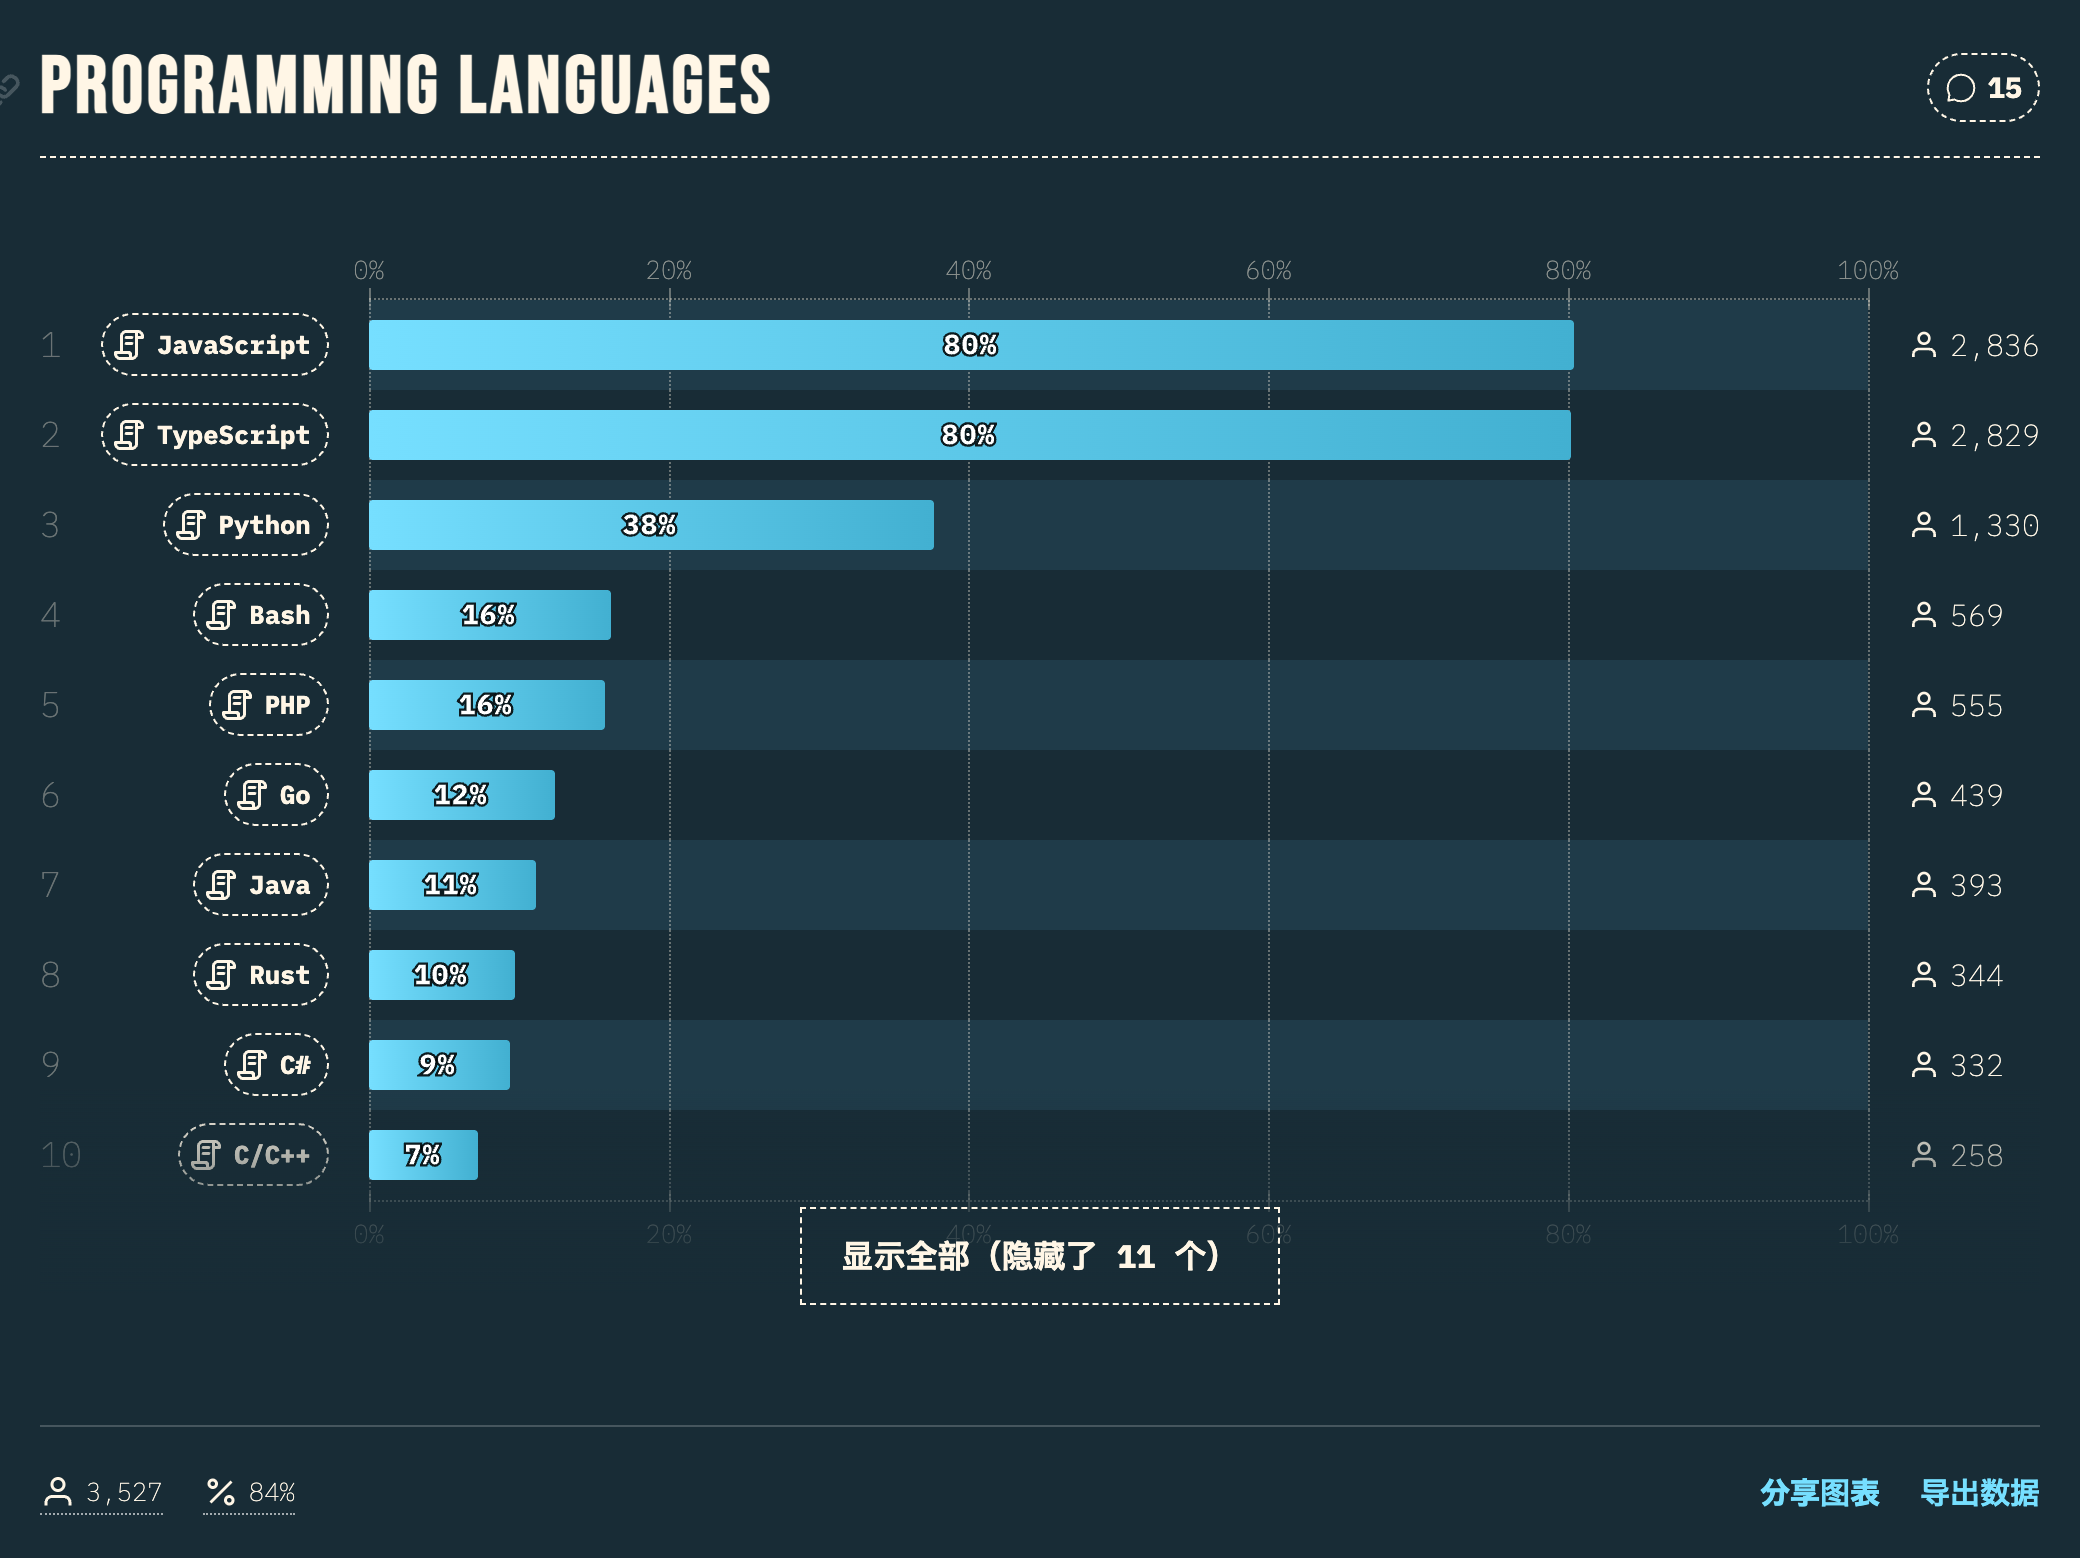 PROGRAMMING LANGUAGES
15
0% 20% 40% 60% 80% 100%
1 JavaScript 80% 2,836
2 TypeScript 80% 2,829
3 Python 38% 1,330
4 Bash 16% 569
5 PHP 16% 555
6 Go 12% 439
7 Java 11% 393
8 Rust 10% 344
9 C# 9% 332
10 C/C++ 7% 258
0% 20% 40% 60% 80% 100%
显示全部（隐藏了 11 个）
3,527 84% 分享图表 导出数据